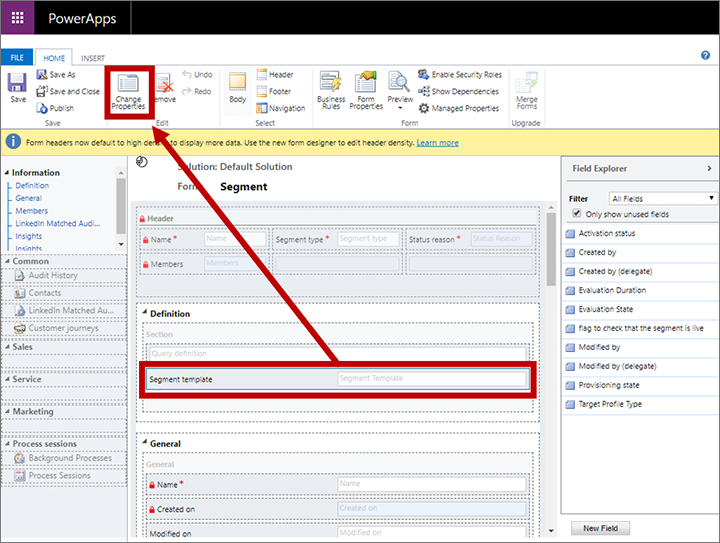 PowerApps
FILE
HOME
INSERT
Save
Save As
Save and Close
Publish
Save
Change Properties
Undo
Redo
Edit
Body
Header
Footer
Navigation
Select
Business Rules
Form Properties
Preview
Enable Security Roles
Show Dependencies
Managed Properties
Form
Merge Forms
Upgrade
Form headers now default to high to display more data. Use the new form designer to edit header density. Learn more
Information
Definition
General
Members
LinkedIn Matched Audi...
Insights
Insights
Common
Audit History
Contacts
LinkedIn Matched Au...
Customer journeys
Sales
Service
Marketing
Process sessions
Background Processes
Process Sessions
Solution: Default Solution
Segment
Header
Name * Name
Segment type * Segment type
Status reason * Status Reason
Members Members
Definition
Section
Query definition
Segment template Segment Template
General
General
Name * Name
Created on Created on
Modified on Modified on
Field Explorer >
Filter All Fields
Only show unused fields
Activation status
Created by
Created by (delegate)
Evaluation Duration
Evaluation State
flag to check that the segment is live
Modified by
Modified by (delegate)
Provisioning state
Target Profile Type
New Field